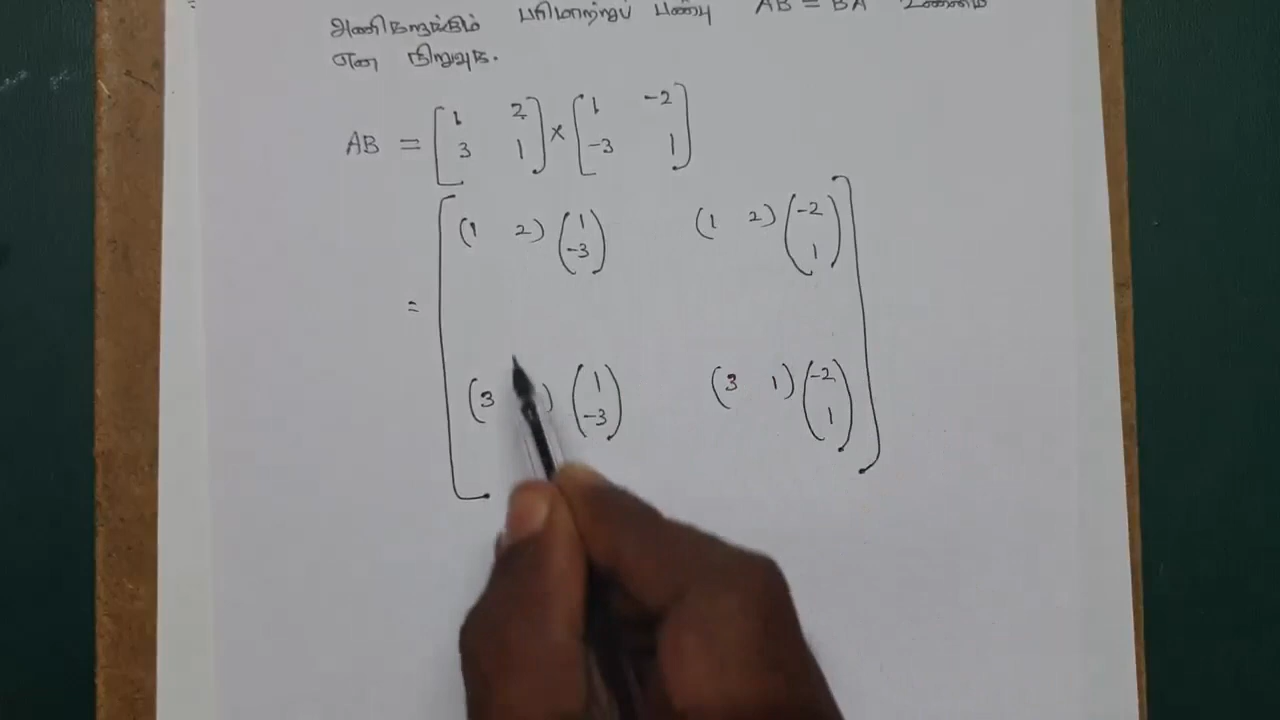 அணிகளுக்கும் பரிமாற்றுப் பண்பு AB = BA உண்மை
என நிறுவுக.
AB = [1 2 × [1 -2
3 1] -3 1]
= [(1 2) (1 (1 2) (-2
-3) 1)
(3 ) (1 (3 1) (-2
-3) 1)]